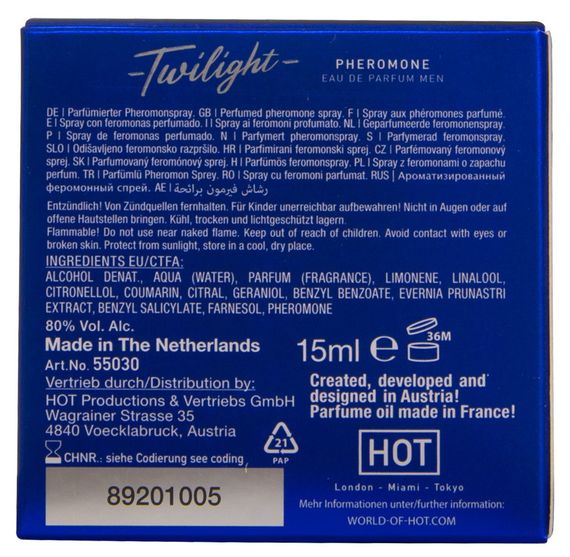 -Twilight-
PHEROMONE
EAU DE PARFUM MEN
DE | Parfümierter Pheromonspray. GB | Perfumed pheromone spray. F | Spray aux phéromones parfumé.
E | Spray con feromonas perfumado. I | Spray ai feromoni profumato. NL | Geparfumeerde feromonenspray.
P | Spray de feromonas perfumado. N | Parfymert pheromonspray. S | Parfymerad feromonspray.
SLO | Odišavljeno feromonsko razpršilo. HR | Parfimirani feromonski sprej. CZ | Parfémovaný feromonový
sprej. SK | Parfumovaný feromónový sprej. H | Parfümös feromonspray. PL | Spray z feromonami o zapachu
perfum. TR | Parfümlü Pheromon Sprey. RO | Spray cu feromoni parfumat. RUS | Ароматизированный
феромонный спрей. AE | رشاش فيرمون برائحة
Entzündlich! Von Zündquellen fernhalten. Für Kinder unerreichbar aufbewahren! Nicht in Augen oder auf
offene Hautstellen bringen. Kühl, trocken und lichtgeschützt lagern.
Flammable! Do not use near naked flame. Keep out of reach of children. Avoid contact with eyes or
broken skin. Protect from sunlight, store in a cool, dry place.
INGREDIENTS EU/CTFA:
ALCOHOL DENAT., AQUA (WATER), PARFUM (FRAGRANCE), LIMONENE, LINALOOL,
CITRONELLOL, COUMARIN, CITRAL, GERANIOL, BENZYL BENZOATE, EVERNIA PRUNASTRI
EXTRACT, BENZYL SALICYLATE, FARNESOL, PHEROMONE
80% Vol. Alc.
Made in The Netherlands
Art.No. 55030
Vertrieb durch/Distribution by:
HOT Productions & Vertriebs GmbH
Wagrainer Strasse 35
4840 Voecklabruck, Austria
CHNR.: siehe Codierung see coding
89201005
21
PAP
15ml e 36M
Created, developed and
designed in Austria!
Parfume oil made in France!
HOT
London - Miami - Tokyo
Mehr Informationen unter/further information:
WORLD-OF-HOT.COM